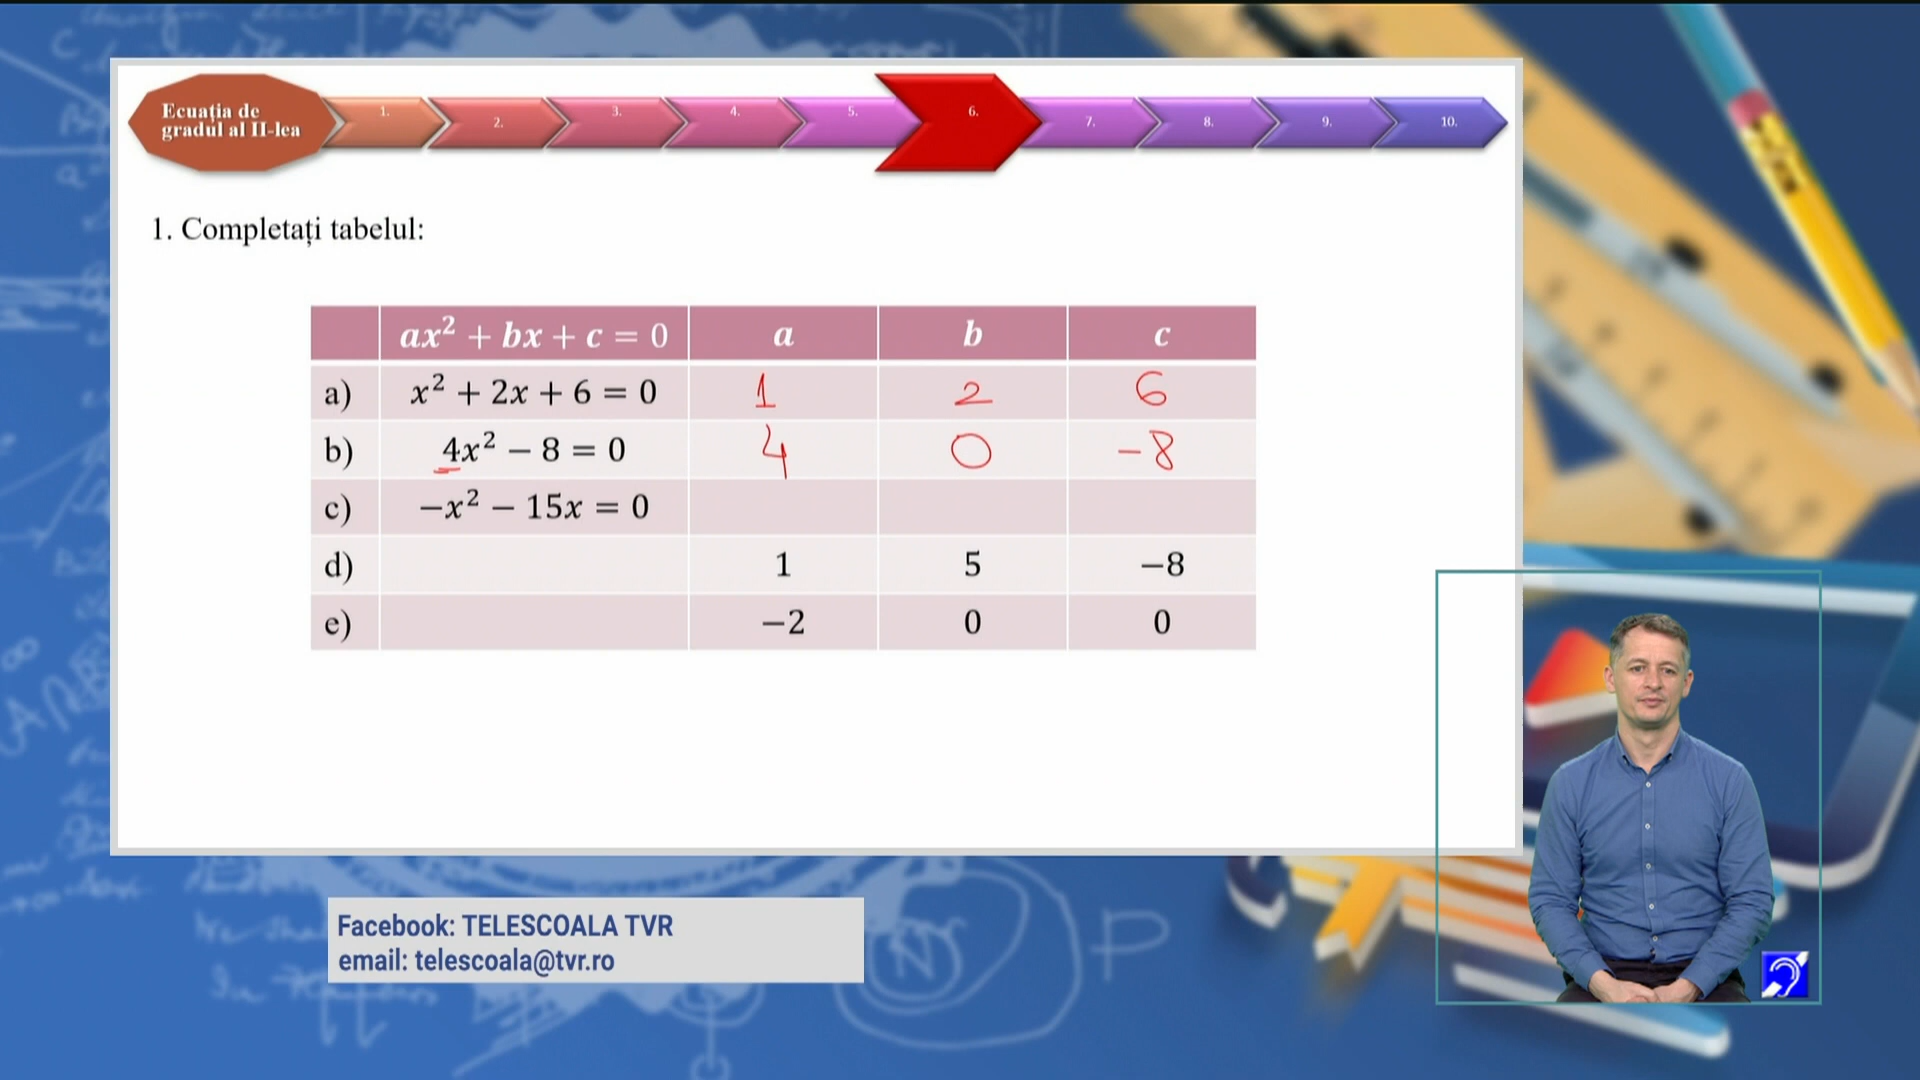 Ecuația de
gradul al II-lea
1.
2.
3.
4.
5.
6.
7.
8.
9.
10.
1. Completați tabelul:
ax² + bx + c = 0 a b c
a) x² + 2x + 6 = 0 1 2 6
b) 4x² − 8 = 0 4 0 −8
c) −x² − 15x = 0
d) 1 5 −8
e) −2 0 0
Facebook: TELESCOALA TVR
email: telescoala@tvr.ro